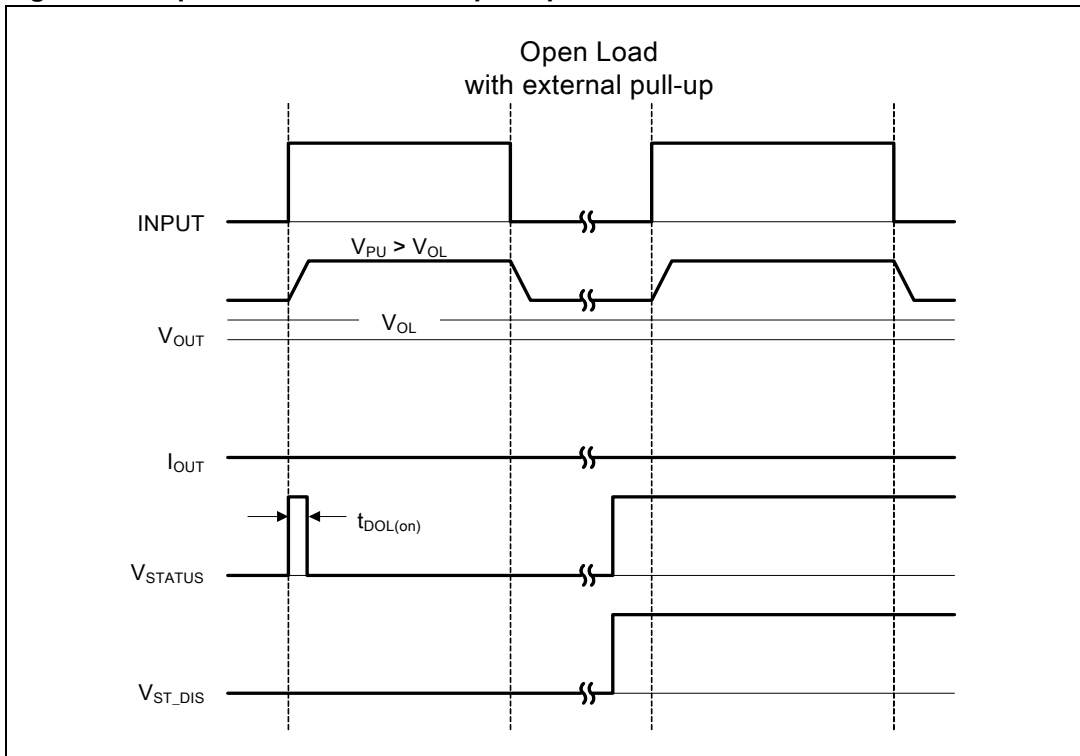 Open Load
with external pull-up
INPUT
V_PU > V_OL
V_OL
V_OUT
I_OUT
t_DOL(on)
V_STATUS
V_ST_DIS